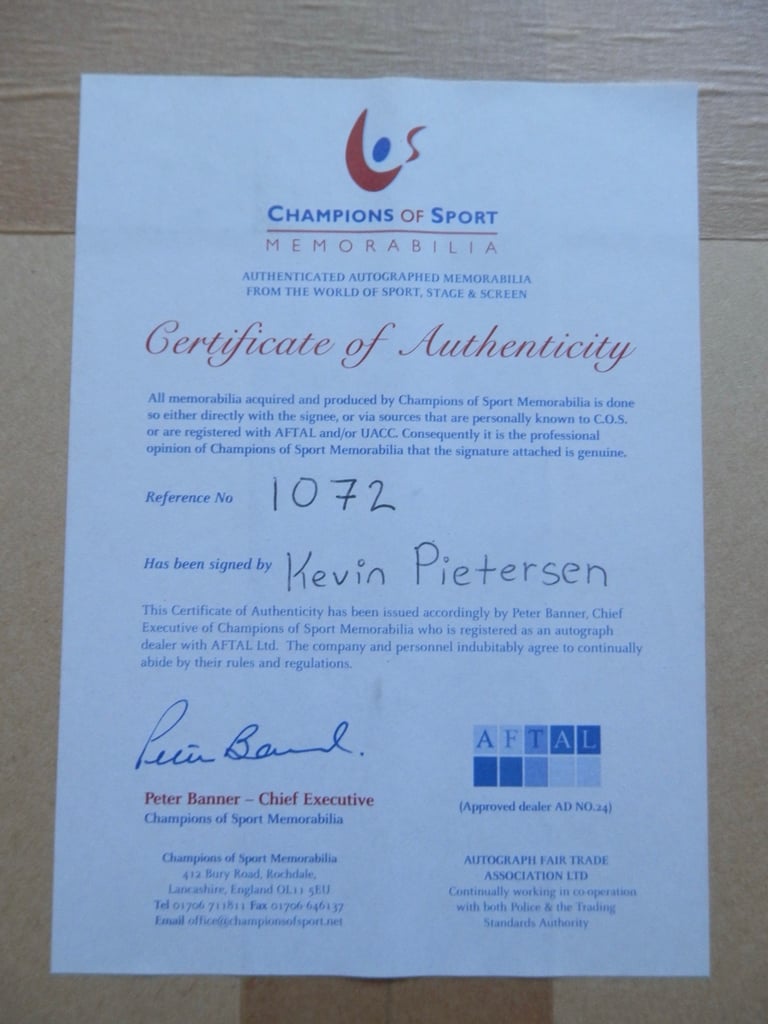 CHAMPIONS OF SPORT
MEMORABILIA
AUTHENTICATED AUTOGRAPHED MEMORABILIA
FROM THE WORLD OF SPORT, STAGE & SCREEN
Certificate of Authenticity
All memorabilia acquired and produced by Champions of Sport Memorabilia is done
so either directly with the signee, or via sources that are personally known to C.O.S.
or are registered with AFTAL and/or UACC. Consequently it is the professional
opinion of Champions of Sport Memorabilia that the signature attached is genuine.
Reference No 1072
Has been signed by Kevin Pietersen
This Certificate of Authenticity has been issued accordingly by Peter Banner, Chief
Executive of Champions of Sport Memorabilia who is registered as an autograph
dealer with AFTAL Ltd. The company and personnel indubitably agree to continually
abide by their rules and regulations.
Peter Banner.
Peter Banner – Chief Executive
Champions of Sport Memorabilia
AFTAL
(Approved dealer AD NO.24)
Champions of Sport Memorabilia
412 Bury Road, Rochdale,
Lancashire, England OL11 5EU
Tel 01706 711811 Fax 01706 646137
Email office@championsofsport.net
AUTOGRAPH FAIR TRADE
ASSOCIATION LTD
Continually working in co-operation
with both Police & the Trading
Standards Authority